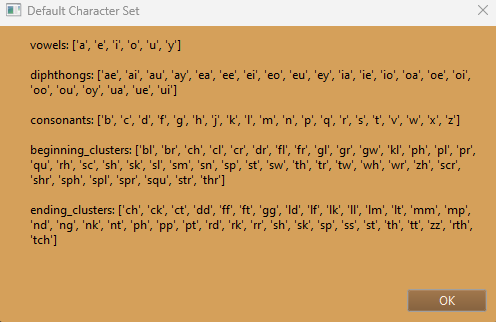 Default Character Set
vowels: ['a', 'e', 'i', 'o', 'u', 'y']
diphthongs: ['ae', 'ai', 'au', 'ay', 'ea', 'ee', 'ei', 'eo', 'eu', 'ey', 'ia', 'ie', 'io', 'oa', 'oe', 'oi',
'oo', 'ou', 'oy', 'ua', 'ue', 'ui']
consonants: ['b', 'c', 'd', 'f', 'g', 'h', 'j', 'k', 'l', 'm', 'n', 'p', 'q', 'r', 's', 't', 'v', 'w', 'x', 'z']
beginning_clusters: ['bl', 'br', 'ch', 'cl', 'cr', 'dr', 'fl', 'fr', 'gl', 'gr', 'gw', 'kl', 'ph', 'pl', 'pr',
'qu', 'rh', 'sc', 'sh', 'sk', 'sl', 'sm', 'sn', 'sp', 'st', 'sw', 'th', 'tr', 'tw', 'wh', 'wr', 'zh', 'scr',
'shr', 'sph', 'spl', 'spr', 'squ', 'str', 'thr']
ending_clusters: ['ch', 'ck', 'ct', 'dd', 'ff', 'ft', 'gg', 'ld', 'lf', 'lk', 'll', 'lm', 'lt', 'mm', 'mp',
'nd', 'ng', 'nk', 'nt', 'ph', 'pp', 'pt', 'rd', 'rk', 'rr', 'sh', 'sk', 'sp', 'ss', 'st', 'th', 'tt', 'zz', 'rth',
'tch']
OK